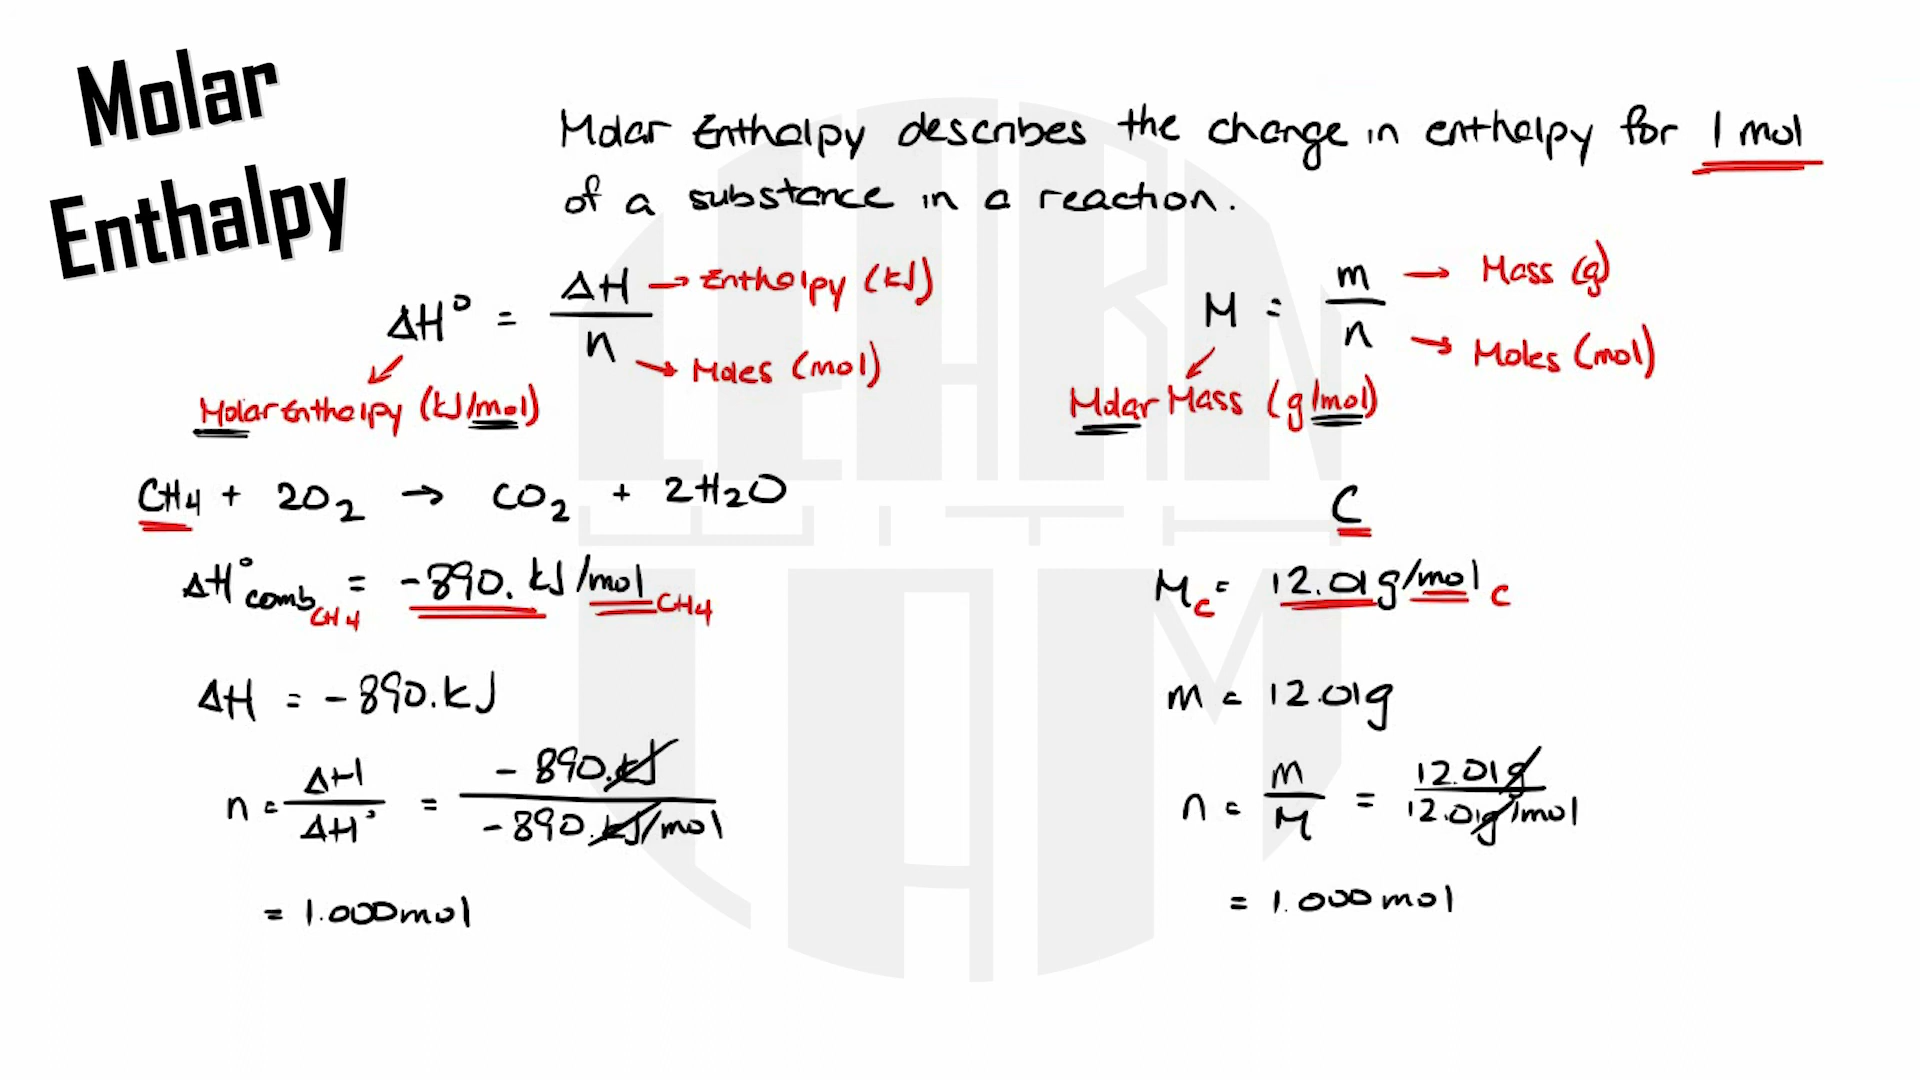 Molar
Enthalpy
Molar Enthalpy describes the change in enthalpy for 1 mol
of a substance in a reaction.
ΔH° = ΔH / n
→ Enthalpy (kJ)
→ Moles (mol)
Molar Enthalpy (kJ/mol)
M = m / n
→ Mass (g)
→ Moles (mol)
Molar Mass (g/mol)
CH4 + 2O2 → CO2 + 2H2O
ΔH°comb CH4 = -890. kJ/mol CH4
ΔH = -890. kJ
n = ΔH / ΔH° = -890. kJ / -890. kJ/mol
= 1.000 mol
C
MC = 12.01 g/mol C
m = 12.01g
n = m / M = 12.01g / 12.01g/mol
= 1.000 mol
LEARN